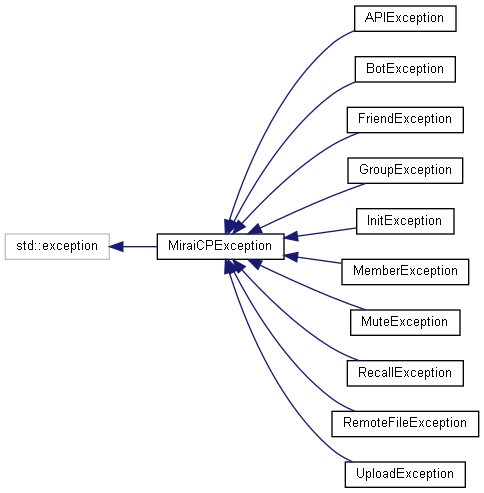 APIException
BotException
FriendException
GroupException
InitException
std::exception
MiraiCPException
MemberException
MuteException
RecallException
RemoteFileException
UploadException